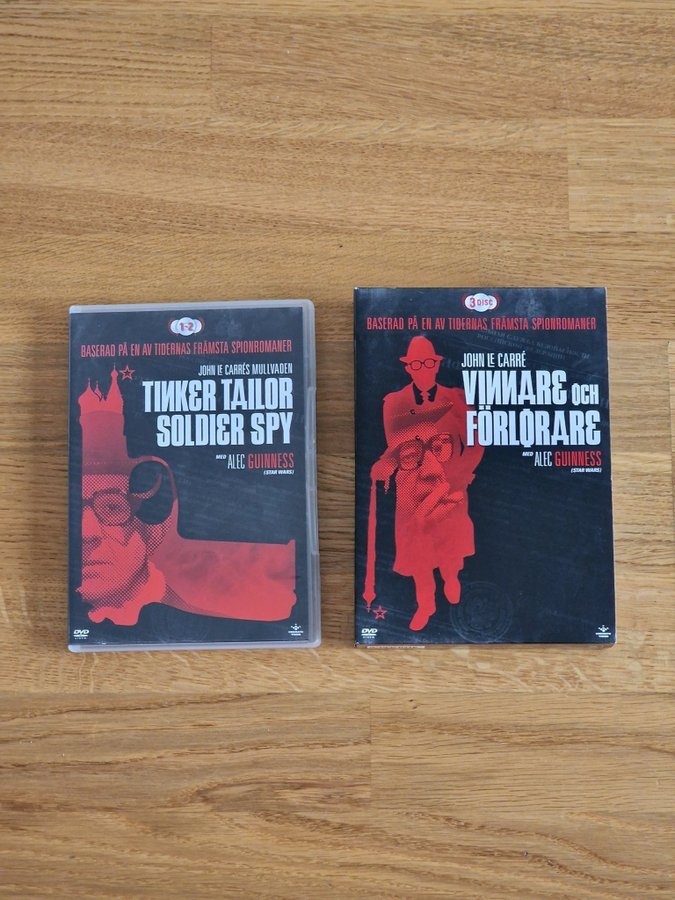 1-2
BASERAD PÅ EN AV TIDERNAS FRÄMSTA SPIONROMANER
JOHN LE CARRÉS MULLVADEN
TINKER TAILOR
SOLDIER SPY
MED ALEC GUINNESS
(STAR WARS)
DVD
3 DISC
BASERAD PÅ EN AV TIDERNAS FRÄMSTA SPIONROMANER
JOHN LE CARRÉ
VINNARE OCH
FÖRLORARE
MED ALEC GUINNESS
(STAR WARS)
DVD